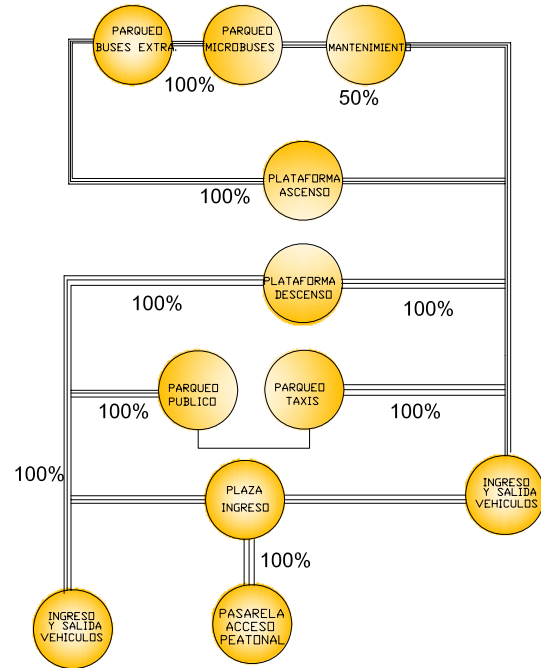 PARQUEO
BUSES EXTRA.
PARQUEO
MICROBUSES
MANTENIMIENTO
100%
50%
PLATAFORMA
ASCENSO
100%
PLATAFORMA
DESCENSO
100%
100%
PARQUEO
PUBLICO
PARQUEO
TAXIS
100%
100%
100%
PLAZA
INGRESO
INGRESO
Y SALIDA
VEHICULOS
100%
INGRESO
Y SALIDA
VEHICULOS
PASARELA
ACCESO
PEATONAL